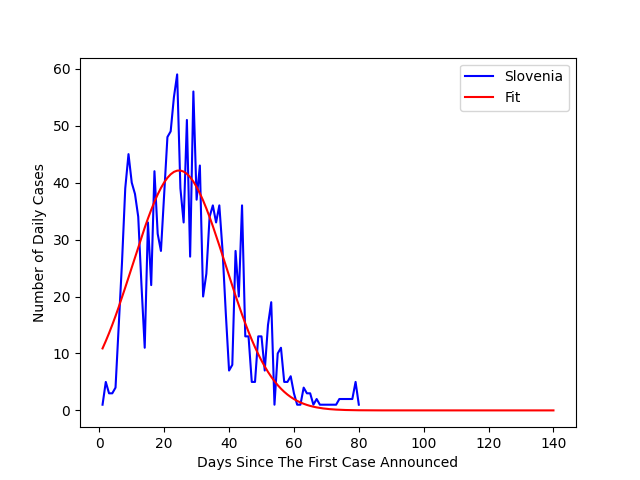 Slovenia
Fit
60
50
40
30
20
10
0
Number of Daily Cases
0 20 40 60 80 100 120 140
Days Since The First Case Announced